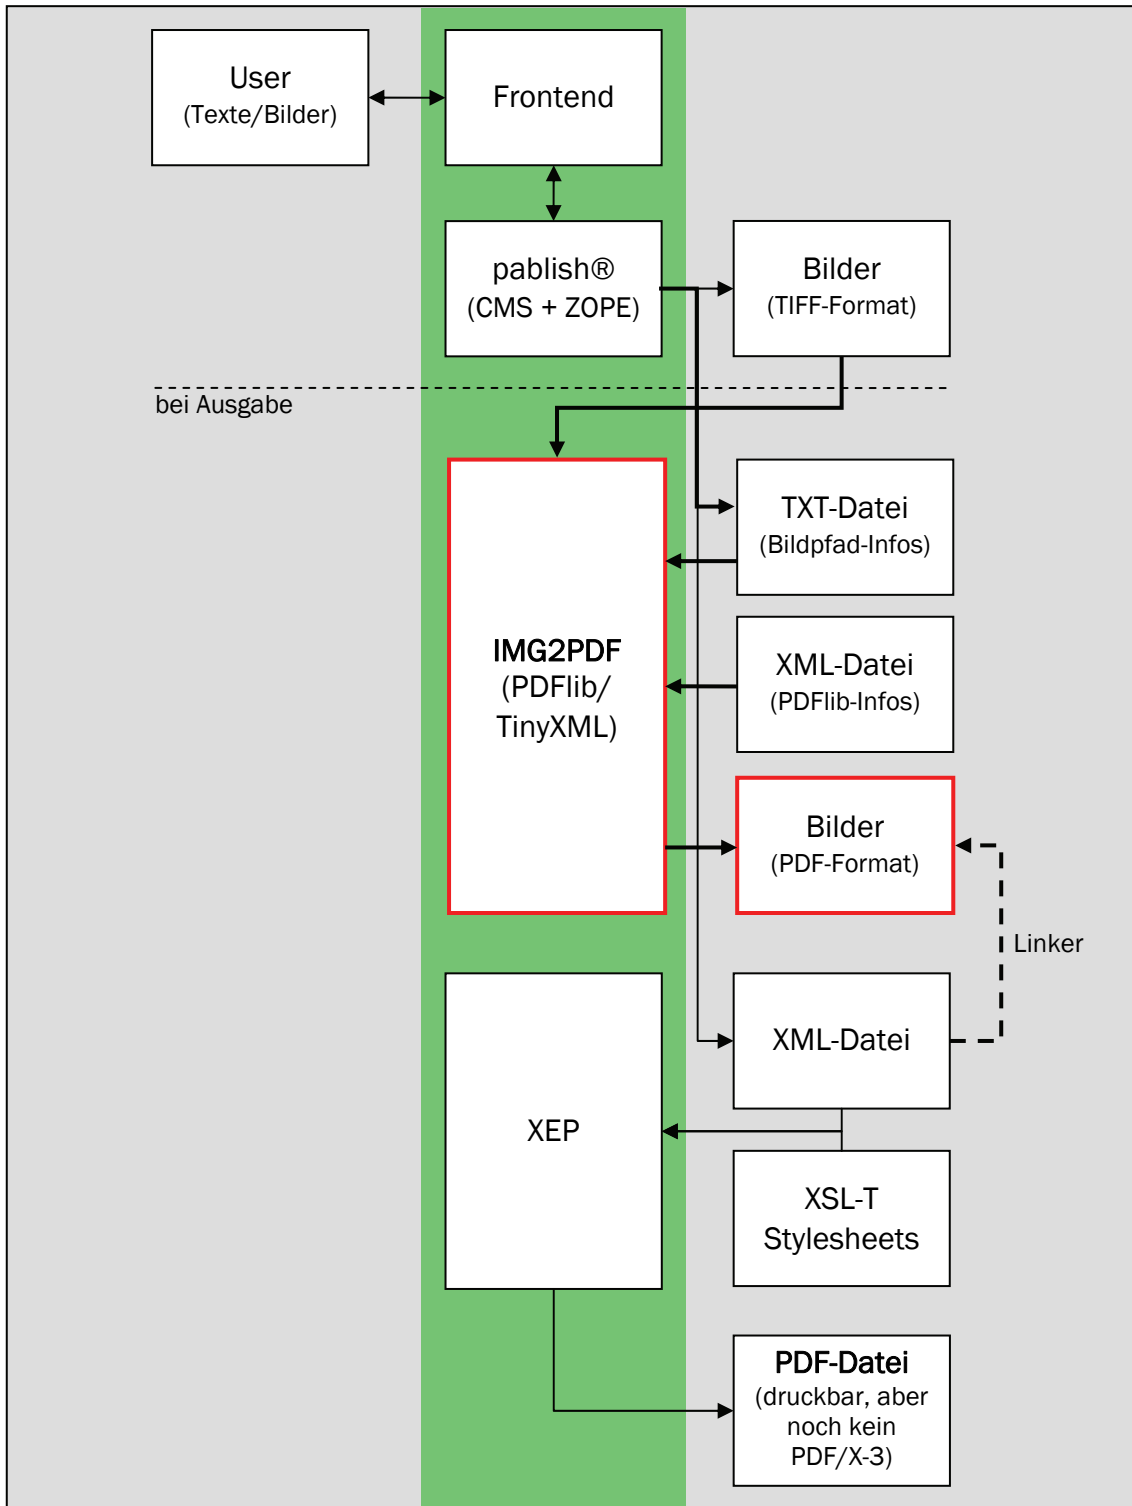 User
(Texte/Bilder)
Frontend
pablish®
(CMS + ZOPE)
Bilder
(TIFF-Format)
bei Ausgabe
TXT-Datei
(Bildpfad-Infos)
IMG2PDF
(PDFlib/
TinyXML)
XML-Datei
(PDFlib-Infos)
Bilder
(PDF-Format)
Linker
XML-Datei
XEP
XSL-T
Stylesheets
PDF-Datei
(druckbar, aber
noch kein
PDF/X-3)